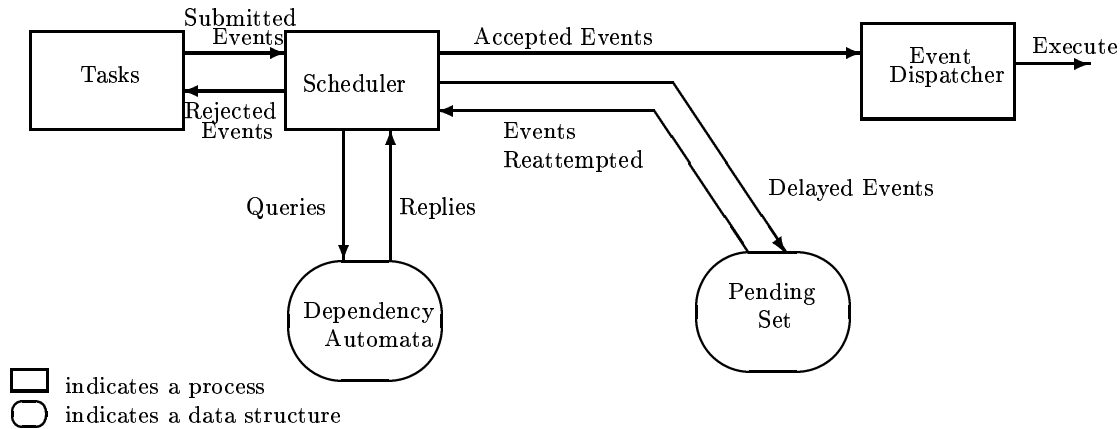 Submitted
Events
Tasks
Rejected
Events
Scheduler
Accepted Events
Event
Dispatcher
Execute
Events
Reattempted
Delayed Events
Queries
Replies
Dependency
Automata
Pending
Set
indicates a process
indicates a data structure